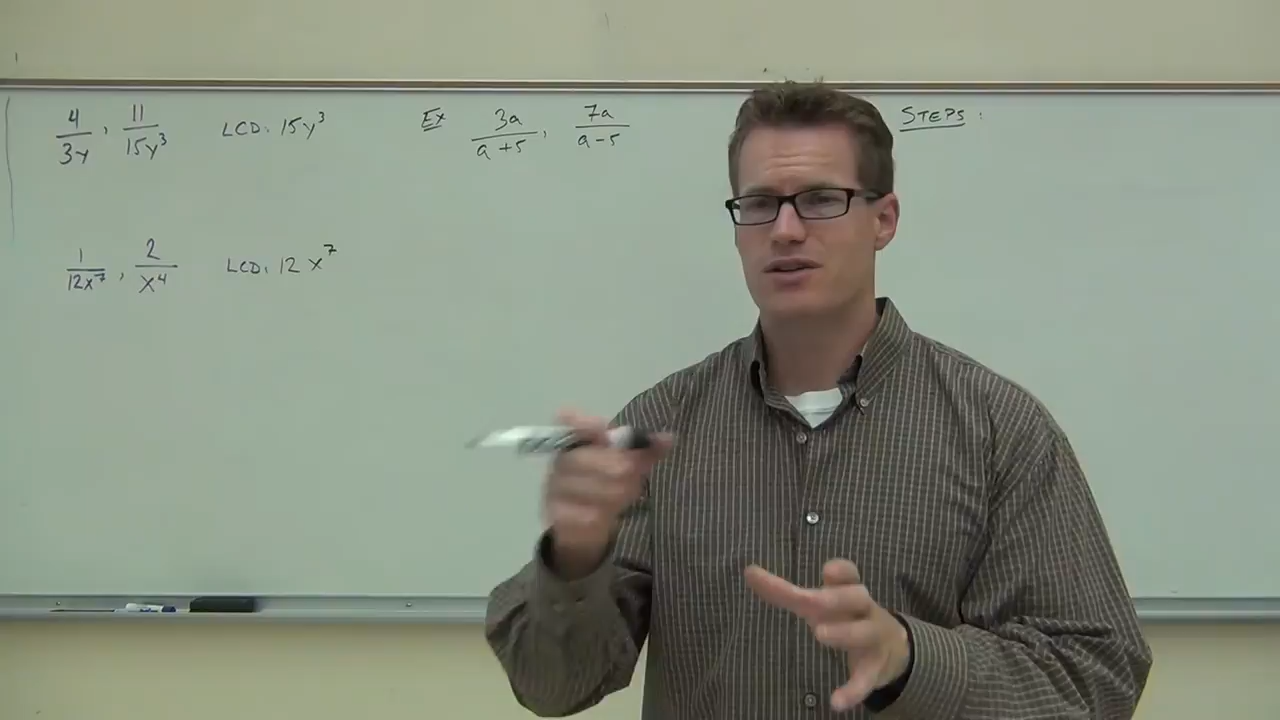 4/3y , 11/15y³ LCD: 15y³
1/12x⁷ , 2/x⁴ LCD: 12x⁷
Ex 3a/a+5 , 7a/a-5
STEPS: